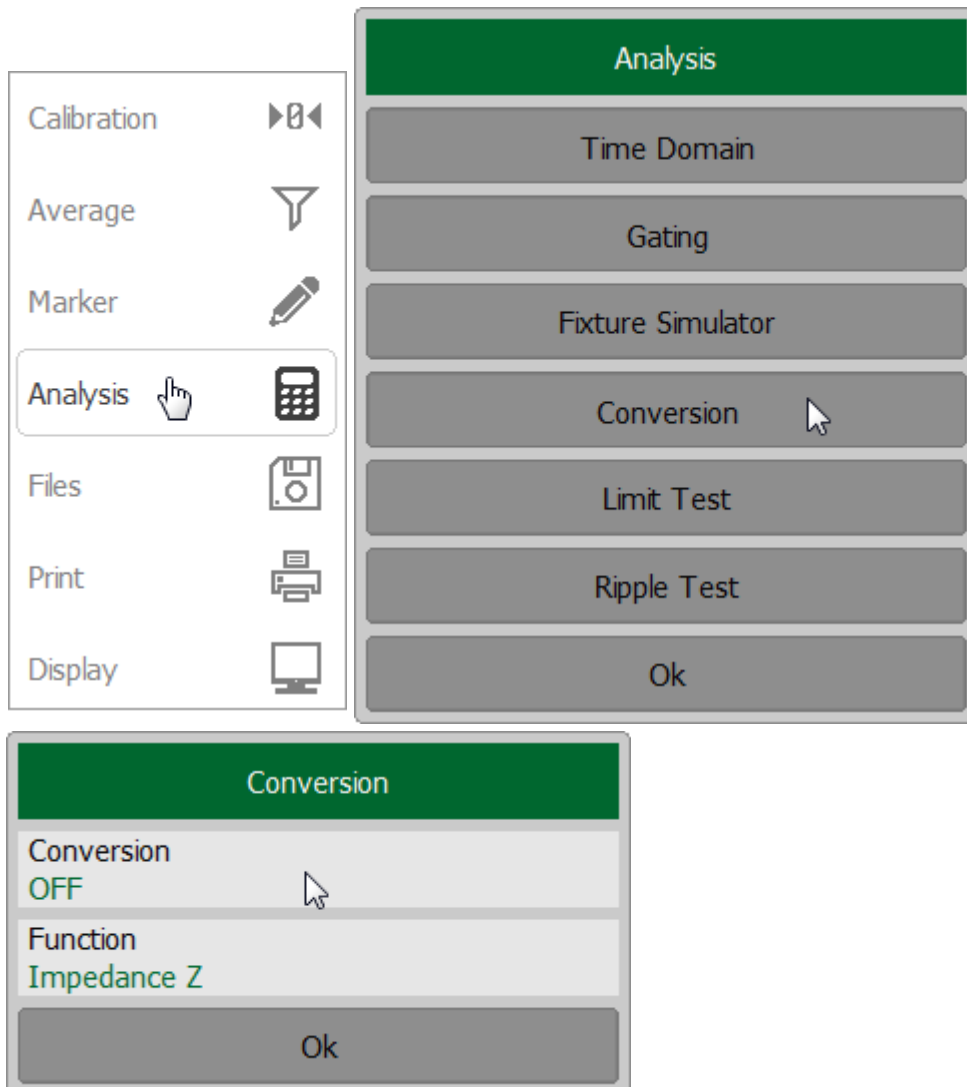 Calibration
Average
Marker
Analysis
Files
Print
Display
Analysis
Time Domain
Gating
Fixture Simulator
Conversion
Limit Test
Ripple Test
Ok
Conversion
Conversion
OFF
Function
Impedance Z
Ok